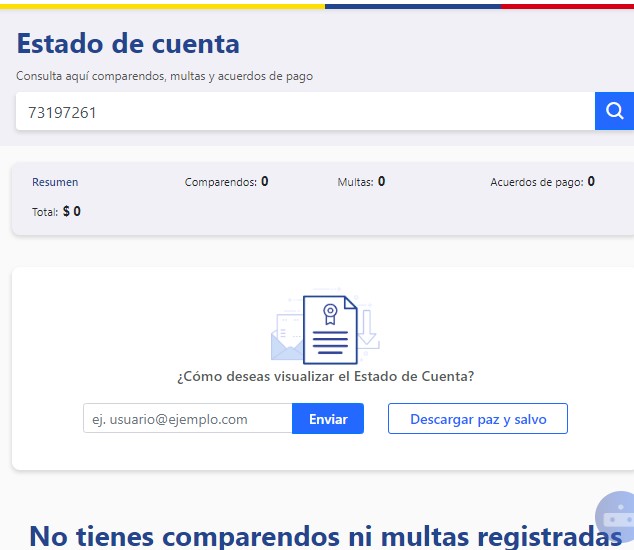 Estado de cuenta
Consulta aquí comparendos, multas y acuerdos de pago
73197261
Resumen Comparendos: 0 Multas: 0 Acuerdos de pago: 0
Total: $ 0
¿Cómo deseas visualizar el Estado de Cuenta?
ej. usuario@ejemplo.com Enviar Descargar paz y salvo
No tienes comparendos ni multas registradas